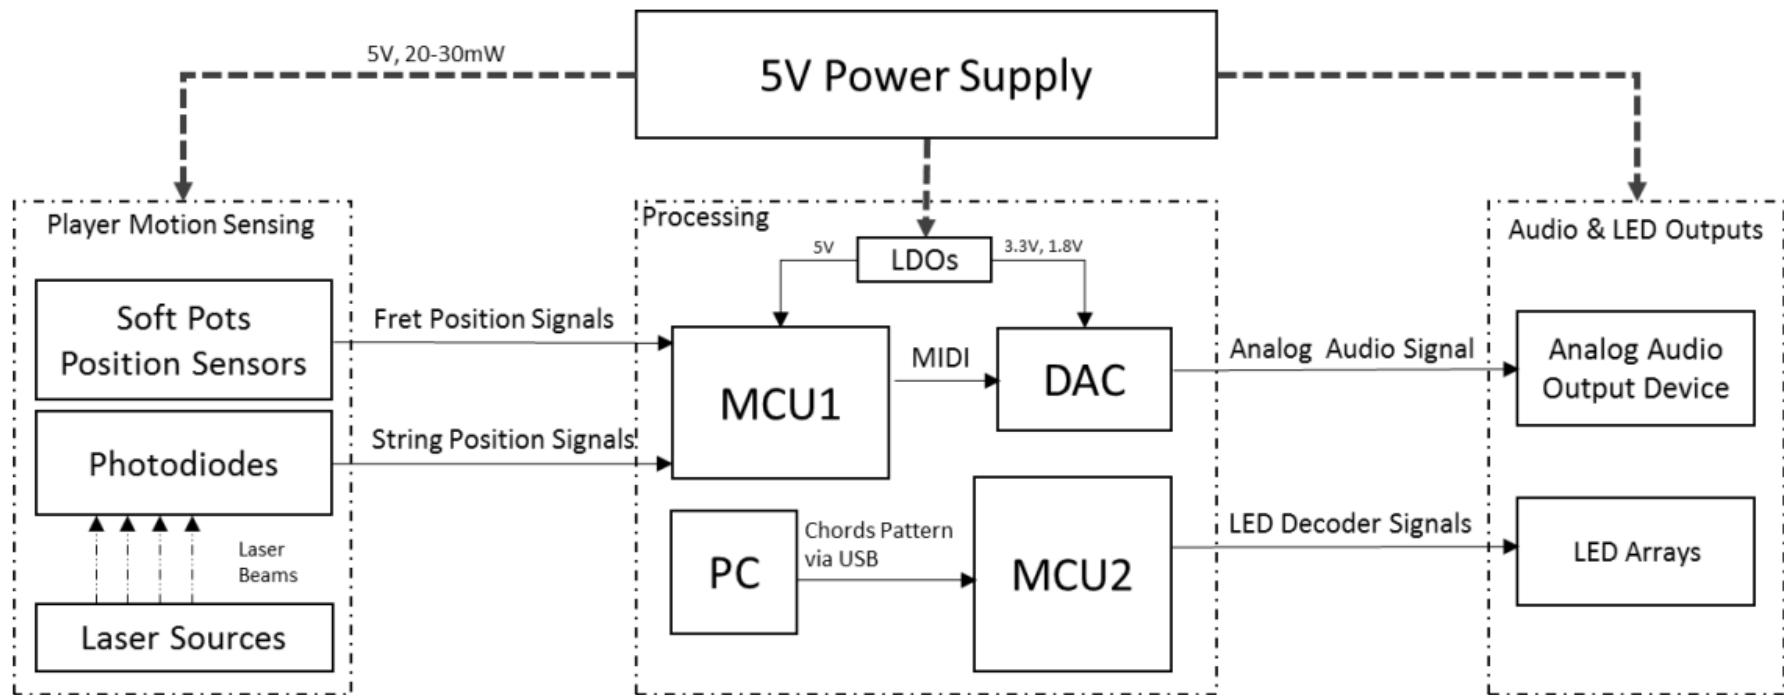 5V, 20-30mW
5V Power Supply
Player Motion Sensing
Soft Pots
Position Sensors
Photodiodes
Laser
Beams
Laser Sources
Fret Position Signals
String Position Signals
Processing
5V
LDOs
3.3V, 1.8V
MCU1
MIDI
DAC
PC
Chords Pattern
via USB
MCU2
Analog Audio Signal
LED Decoder Signals
Audio & LED Outputs
Analog Audio
Output Device
LED Arrays